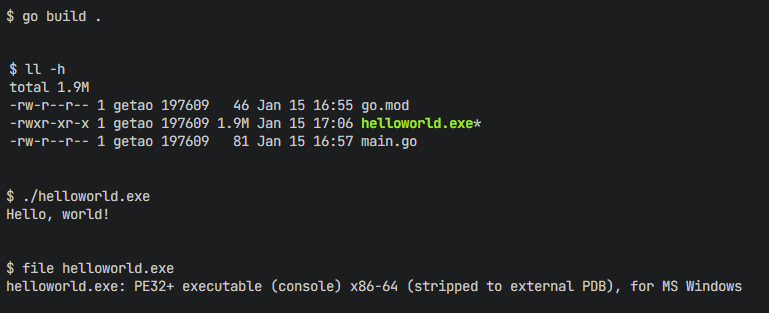 $ go build .
$ ll -h
total 1.9M
-rw-r--r-- 1 getao 197609   46 Jan 15 16:55 go.mod
-rwxr-xr-x 1 getao 197609 1.9M Jan 15 17:06 helloworld.exe*
-rw-r--r-- 1 getao 197609   81 Jan 15 16:57 main.go
$ ./helloworld.exe
Hello, world!
$ file helloworld.exe
helloworld.exe: PE32+ executable (console) x86-64 (stripped to external PDB), for MS Windows